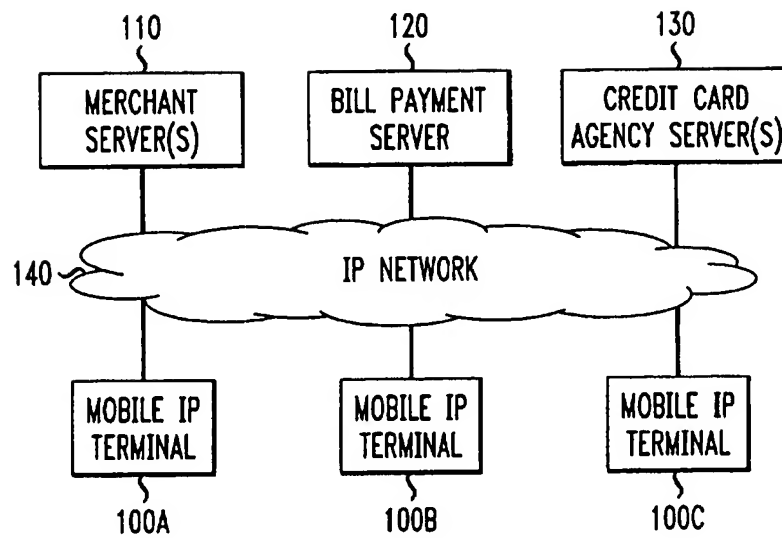 110
120
130
MERCHANT
SERVER(S)
BILL PAYMENT
SERVER
CREDIT CARD
AGENCY SERVER(S)
140
IP NETWORK
MOBILE IP
TERMINAL
MOBILE IP
TERMINAL
MOBILE IP
TERMINAL
100A
100B
100C